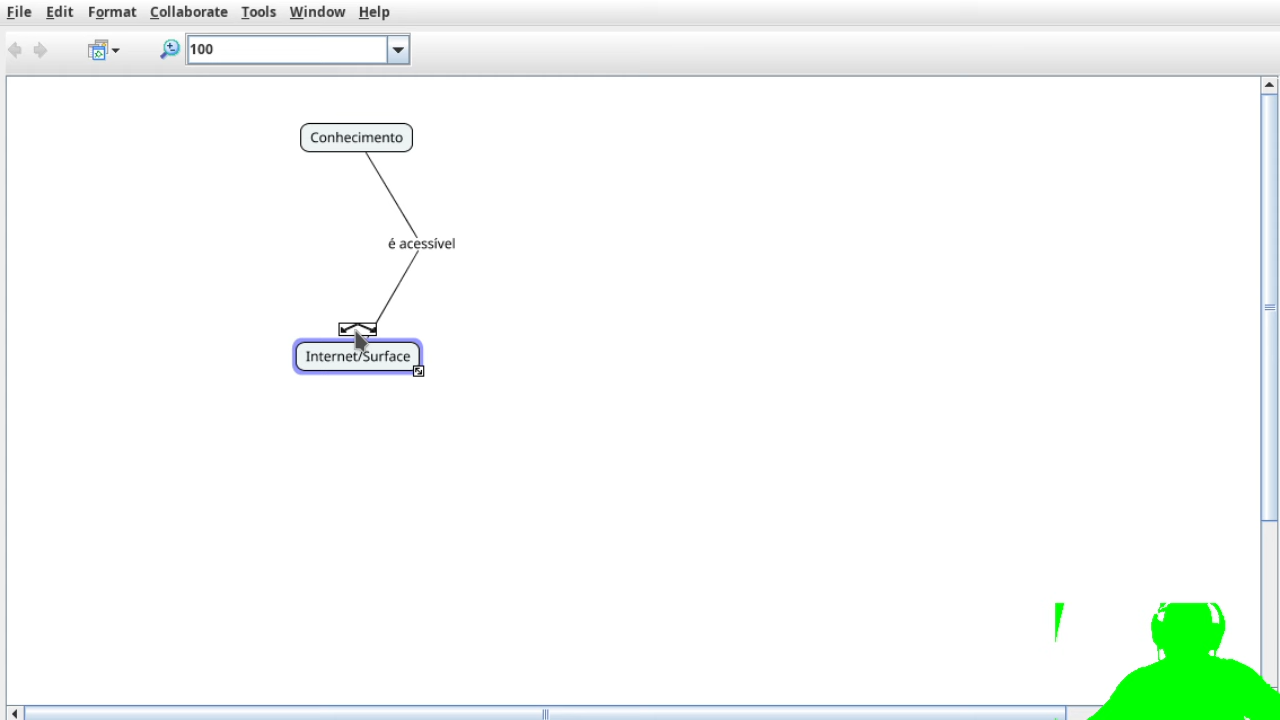 File Edit Format Collaborate Tools Window Help
100
Conhecimento
é acessível
Internet/Surface